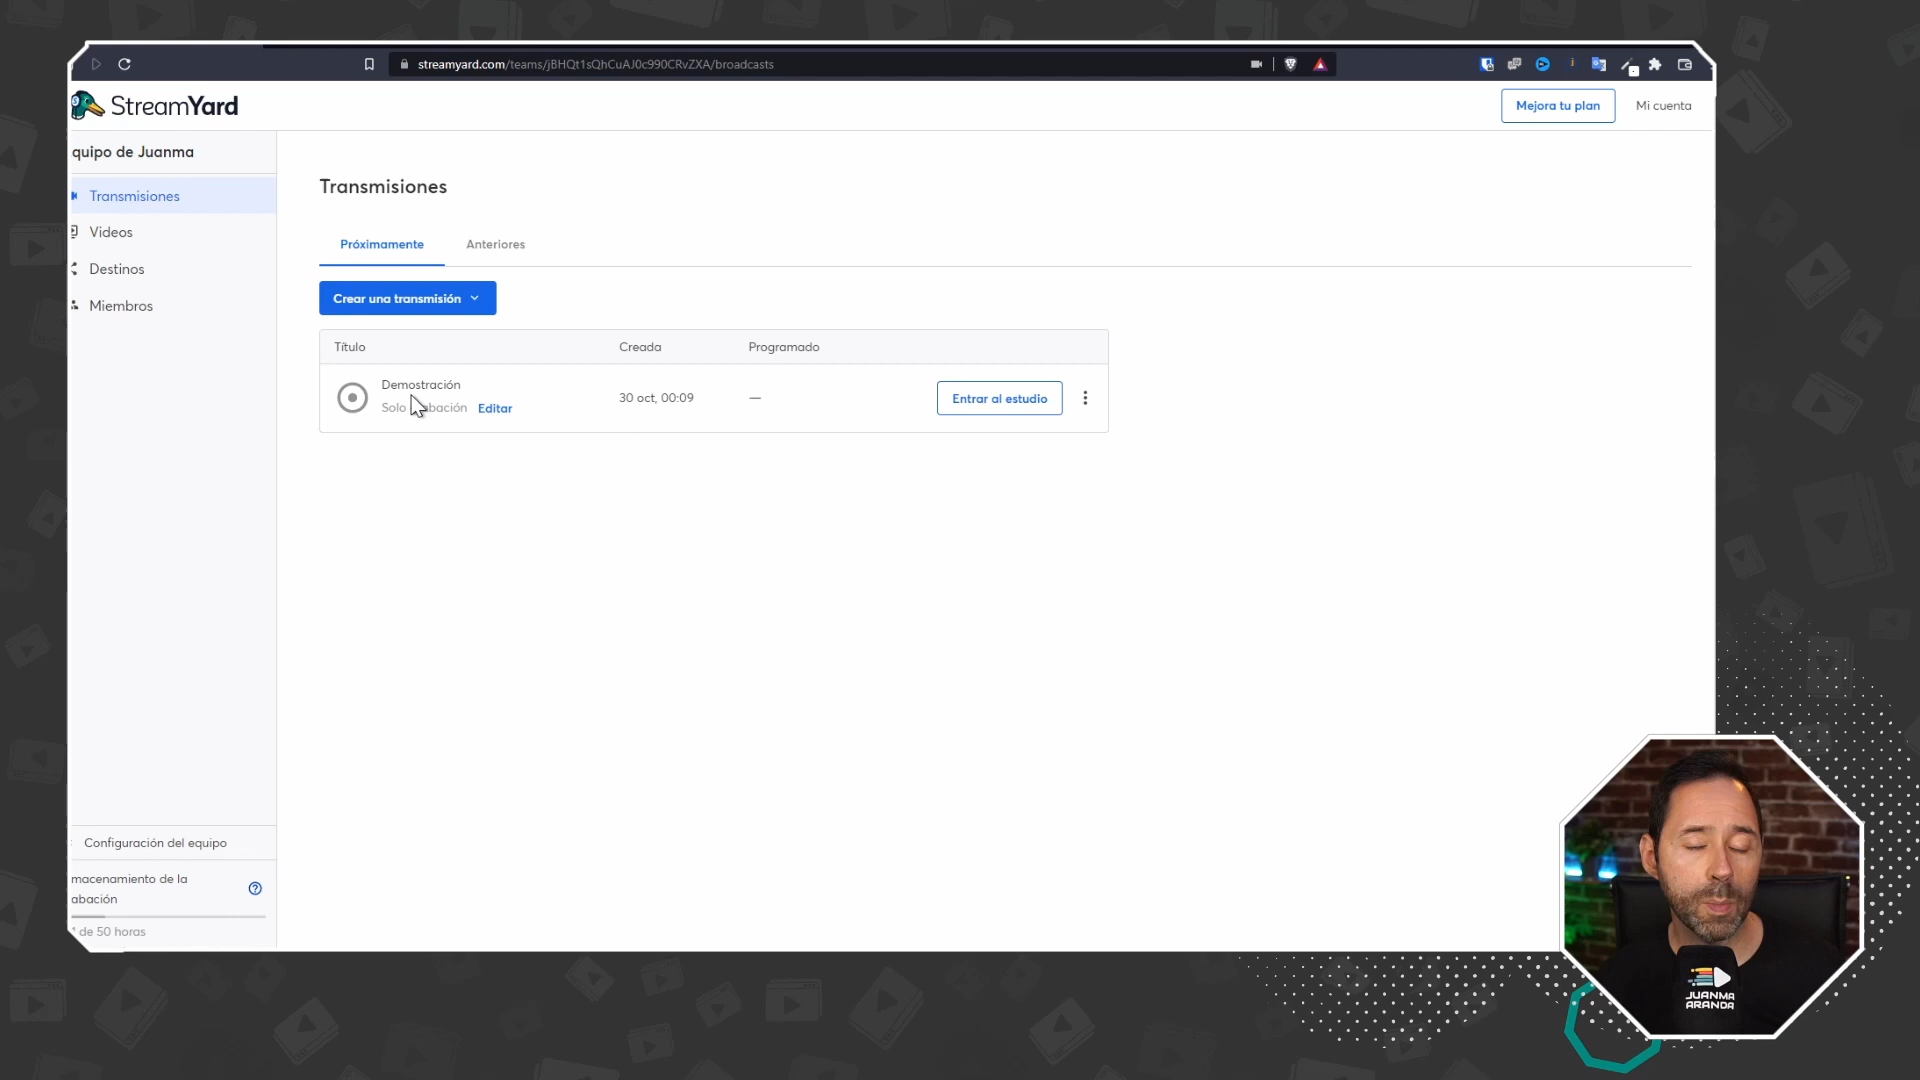 streamyard.com/teams/jBHQt1sQhCuAJ0c990CRvZXA/broadcasts
StreamYard
Mejora tu plan
Mi cuenta
quipo de Juanma
Transmisiones
Videos
Destinos
Miembros
Transmisiones
Próximamente
Anteriores
Crear una transmisión
Título
Creada
Programado
Demostración
Solo abación
Editar
30 oct, 00:09
—
Entrar al estudio
Configuración del equipo
macenamiento de la
abación
de 50 horas
JUANMA
ARANDA